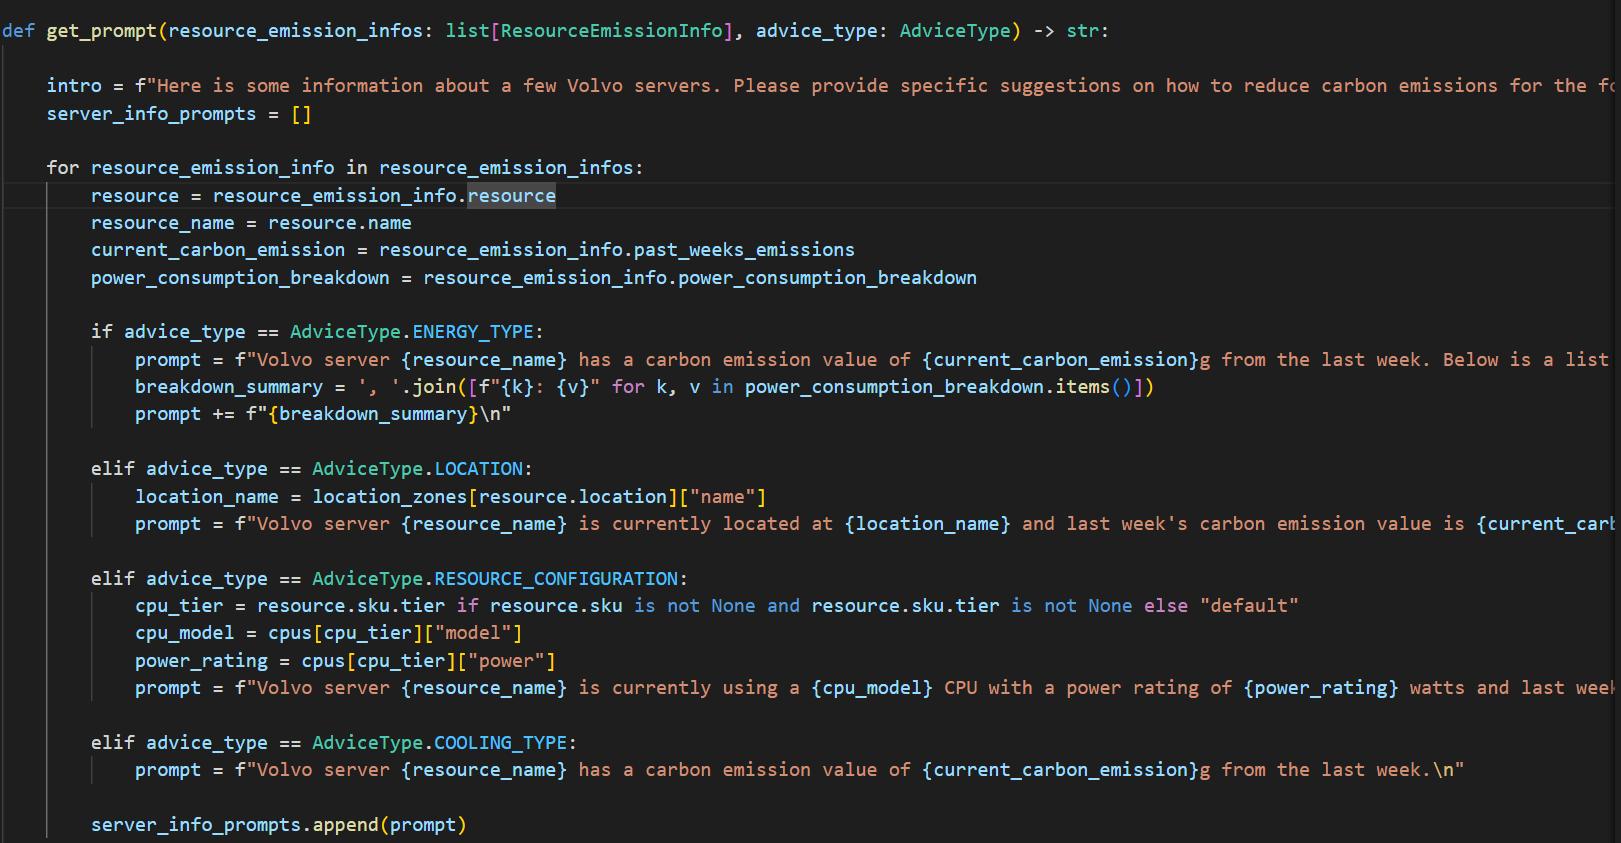 def get_prompt(resource_emission_infos: list[ResourceEmissionInfo], advice_type: AdviceType) -> str:

    intro = f"Here is some information about a few Volvo servers. Please provide specific suggestions on how to reduce carbon emissions for the
    server_info_prompts = []

    for resource_emission_info in resource_emission_infos:
        resource = resource_emission_info.resource
        resource_name = resource.name
        current_carbon_emission = resource_emission_info.past_weeks_emissions
        power_consumption_breakdown = resource_emission_info.power_consumption_breakdown

        if advice_type == AdviceType.ENERGY_TYPE:
            prompt = f"Volvo server {resource_name} has a carbon emission value of {current_carbon_emission}g from the last week. Below is a list
            breakdown_summary = ', '.join([f"{k}: {v}" for k, v in power_consumption_breakdown.items()])
            prompt += f"{breakdown_summary}\n"

        elif advice_type == AdviceType.LOCATION:
            location_name = location_zones[resource.location]["name"]
            prompt = f"Volvo server {resource_name} is currently located at {location_name} and last week's carbon emission value is {current_carb

        elif advice_type == AdviceType.RESOURCE_CONFIGURATION:
            cpu_tier = resource.sku.tier if resource.sku is not None and resource.sku.tier is not None else "default"
            cpu_model = cpus[cpu_tier]["model"]
            power_rating = cpus[cpu_tier]["power"]
            prompt = f"Volvo server {resource_name} is currently using a {cpu_model} CPU with a power rating of {power_rating} watts and last week

        elif advice_type == AdviceType.COOLING_TYPE:
            prompt = f"Volvo server {resource_name} has a carbon emission value of {current_carbon_emission}g from the last week.\n"

        server_info_prompts.append(prompt)